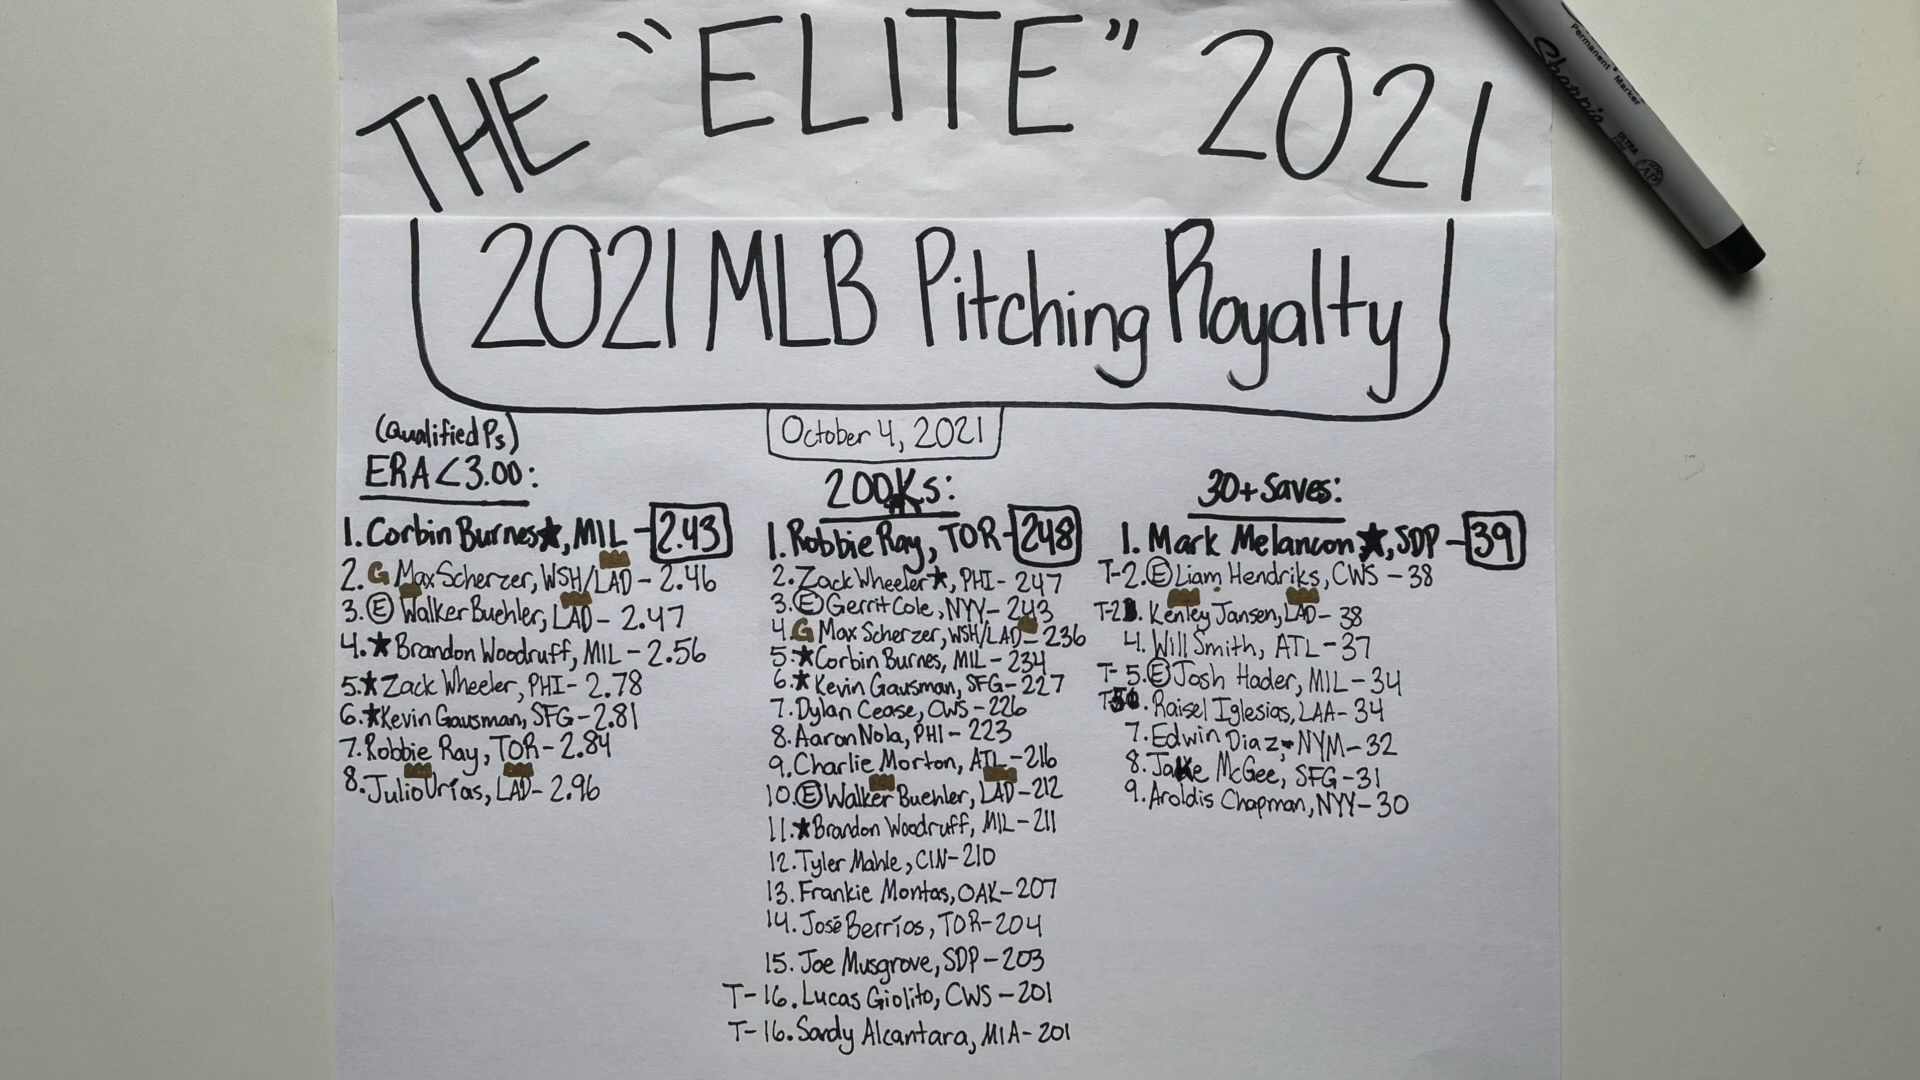 THE "ELITE" 2021
Permanent Marker
Sharpie
ULTRA
AP
2021 MLB Pitching Royalty
October 4, 2021
(Qualified Ps)
ERA<3.00:
1. Corbin Burnes★, MIL - 2.43
2. G Max Scherzer, WSH/LAD - 2.46
3. Ⓔ Walker Buehler, LAD - 2.47
4. ★Brandon Woodruff, MIL - 2.56
5. ★Zack Wheeler, PHI - 2.78
6. ★Kevin Gausman, SFG - 2.81
7. Robbie Ray, TOR - 2.84
8. Julio Urías, LAD - 2.96
200Ks:
1. Robbie Ray, TOR - 248
2. Zack Wheeler★, PHI - 247
3. Ⓔ Gerrit Cole, NYY - 243
4. G Max Scherzer, WSH/LAD - 236
5. ★Corbin Burnes, MIL - 234
6. ★Kevin Gausman, SFG - 227
7. Dylan Cease, CWS - 226
8. Aaron Nola, PHI - 223
9. Charlie Morton, ATL - 216
10. Ⓔ Walker Buehler, LAD - 212
11. ★Brandon Woodruff, MIL - 211
12. Tyler Mahle, CIN - 210
13. Frankie Montas, OAK - 207
14. José Berríos, TOR - 204
15. Joe Musgrove, SDP - 203
T-16. Lucas Giolito, CWS - 201
T-16. Sandy Alcantara, MIA - 201
30+ Saves:
1. Mark Melancon★, SDP - 39
T-2. Ⓔ Liam Hendriks, CWS - 38
T-2. Kenley Jansen, LAD - 38
4. Will Smith, ATL - 37
T-5. Ⓔ Josh Hader, MIL - 34
T-5. Raisel Iglesias, LAA - 34
7. Edwin Diaz, NYM - 32
8. Jake McGee, SFG - 31
9. Aroldis Chapman, NYY - 30